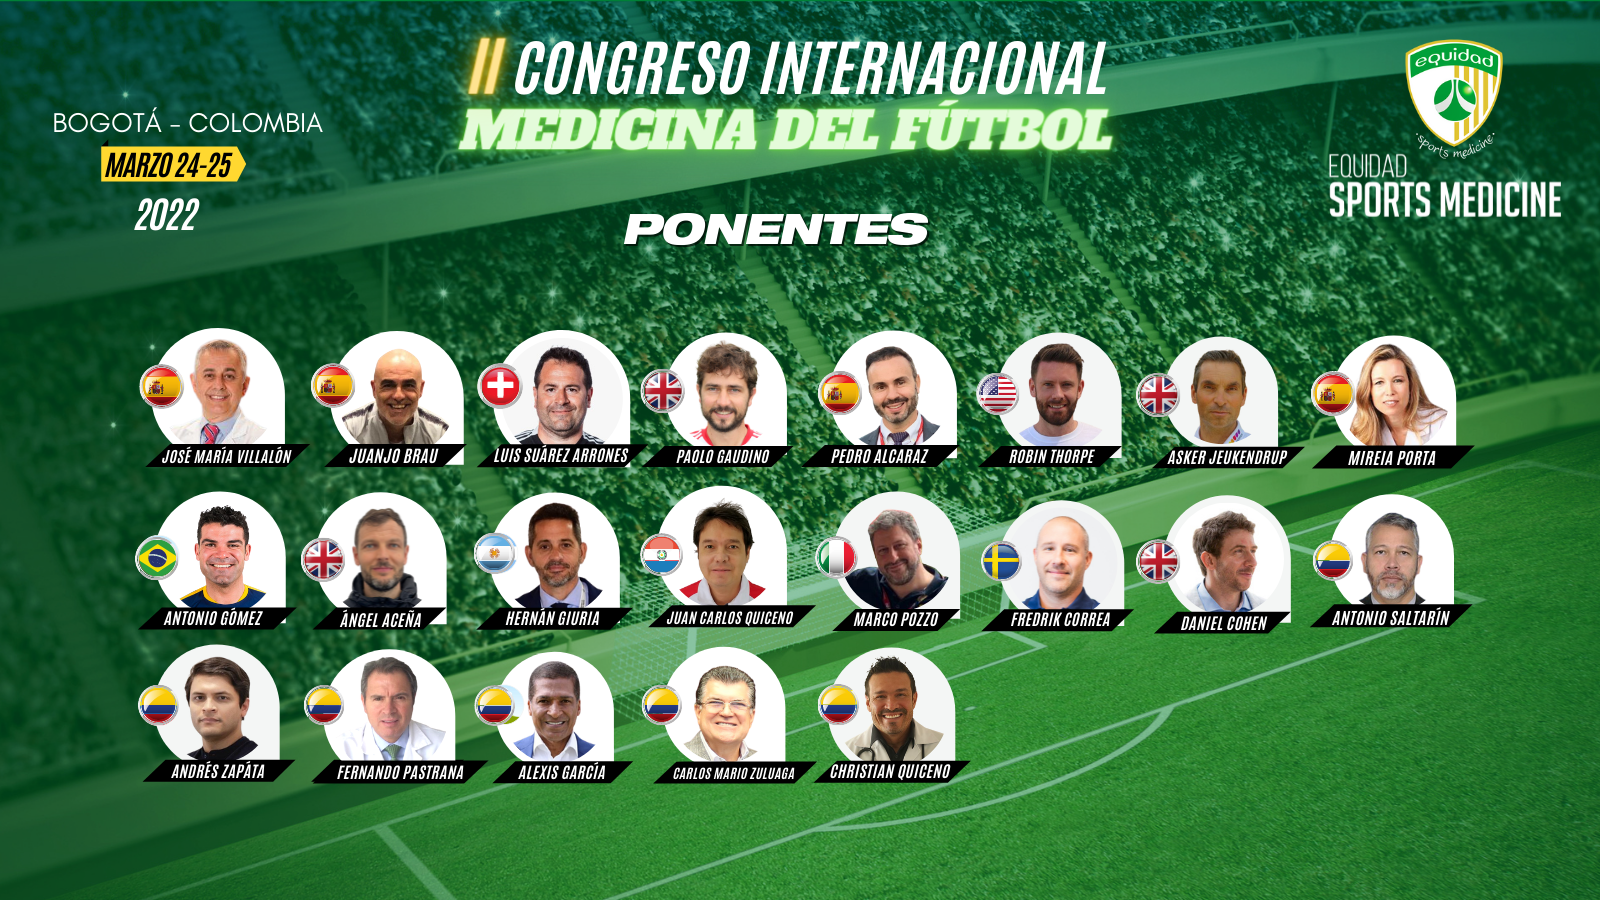 II CONGRESO INTERNACIONAL
MEDICINA DEL FÚTBOL
BOGOTÁ - COLOMBIA
MARZO 24-25
2022
equidad
sports medicine
EQUIDAD
SPORTS MEDICINE
PONENTES
JOSÉ MARÍA VILLALÓN
JUANJO BRAU
LUIS SUÁREZ ARRONES
PAOLO GAUDINO
PEDRO ALCARAZ
ROBIN THORPE
ASKER JEUKENDRUP
MIREIA PORTA
ANTONIO GÓMEZ
ÁNGEL ACEÑA
HERNÁN GIURIA
JUAN CARLOS QUICENO
MARCO POZZO
FREDRIK CORREA
DANIEL COHEN
ANTONIO SALTARÍN
ANDRÉS ZAPÁTA
FERNANDO PASTRANA
ALEXIS GARCÍA
CARLOS MARIO ZULUAGA
CHRISTIAN QUICENO